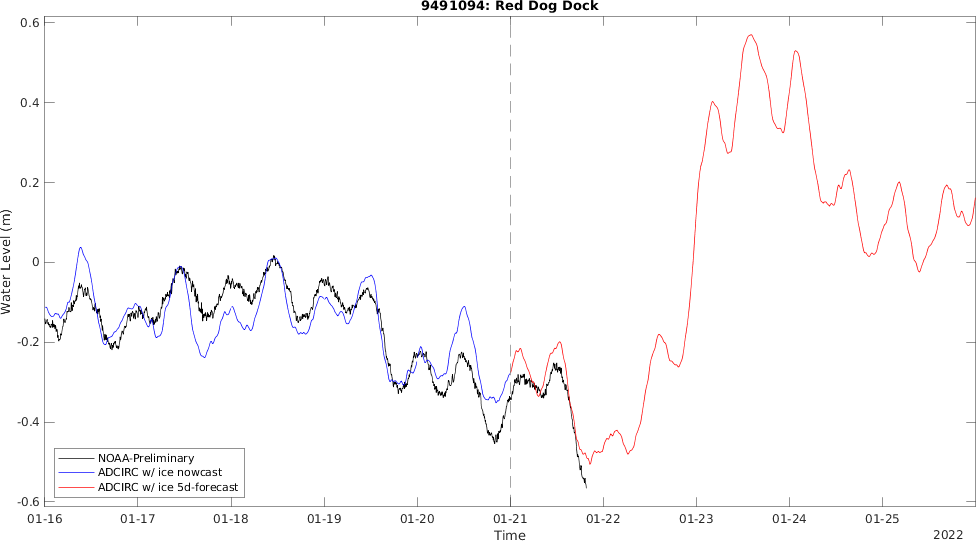 9491094: Red Dog Dock
Water Level (m)
0.6
0.4
0.2
0
-0.2
-0.4
-0.6
NOAA-Preliminary
ADCIRC w/ ice nowcast
ADCIRC w/ ice 5d-forecast
01-16 01-17 01-18 01-19 01-20 01-21 01-22 01-23 01-24 01-25
Time
2022